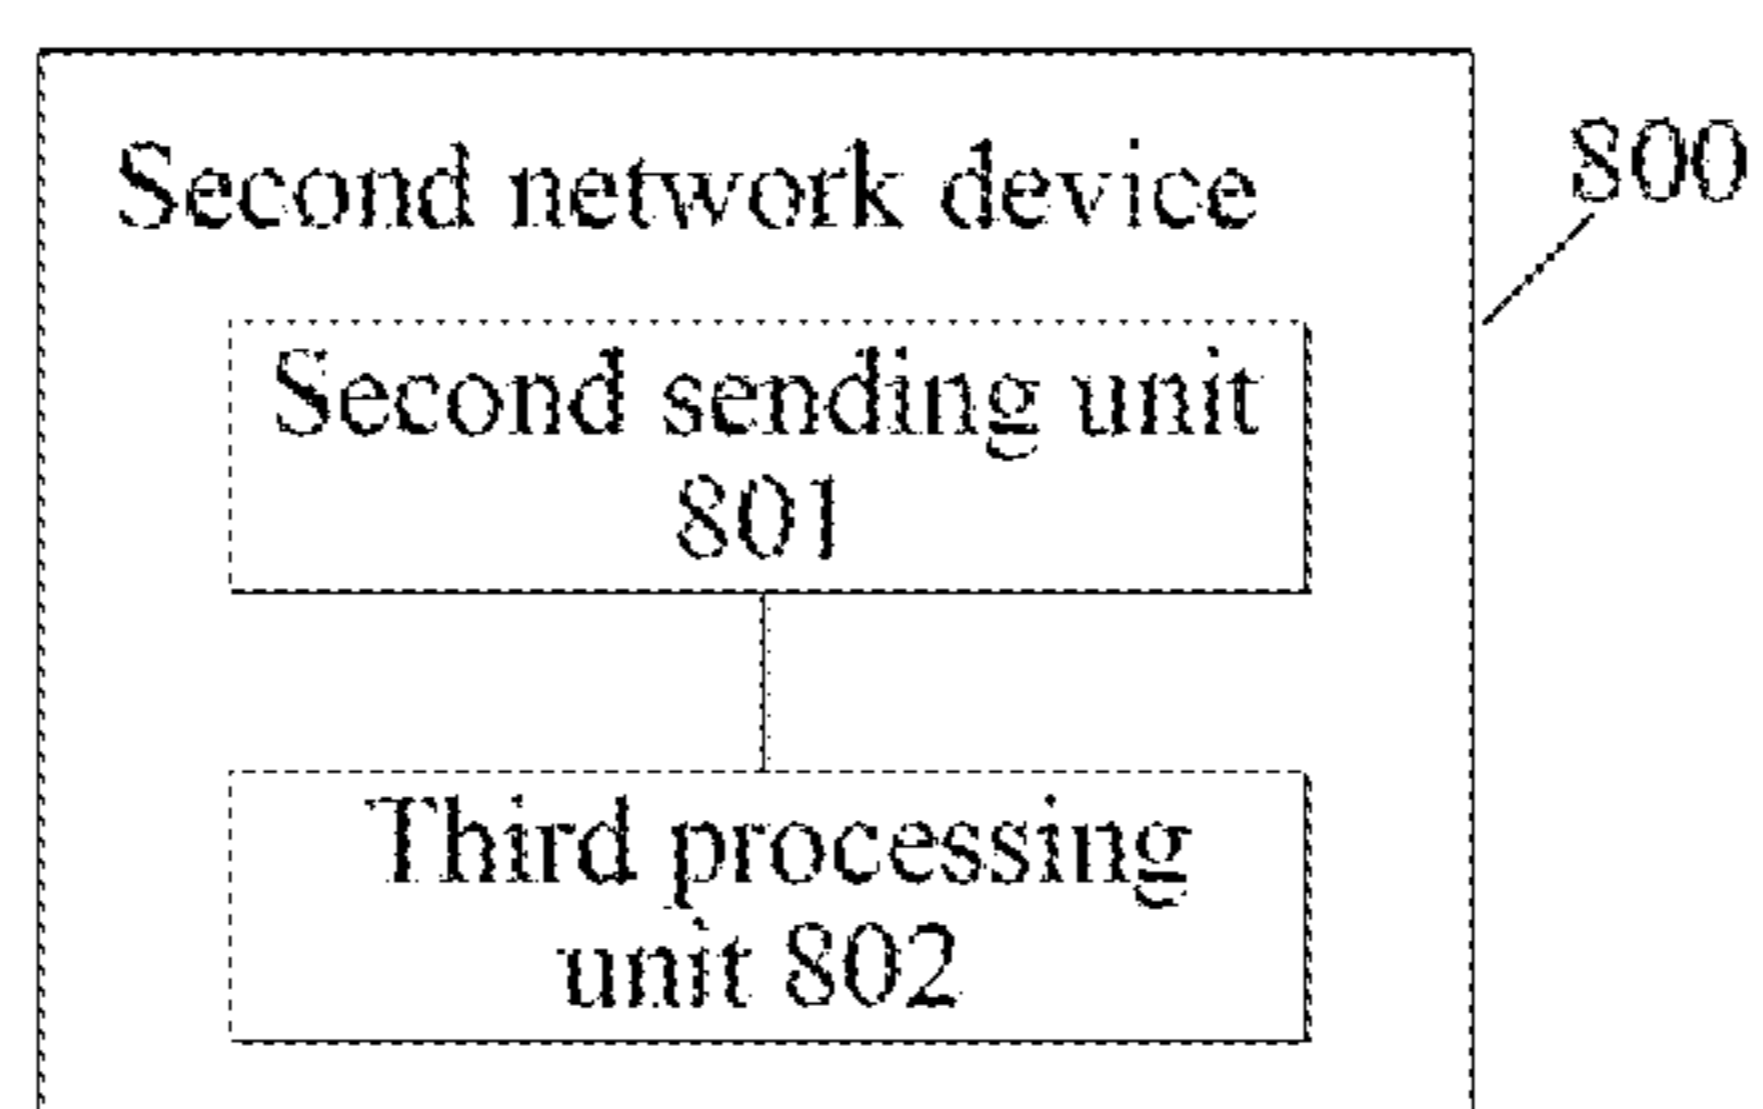 Second network device
800
Second sending unit
801
Third processing
unit 802